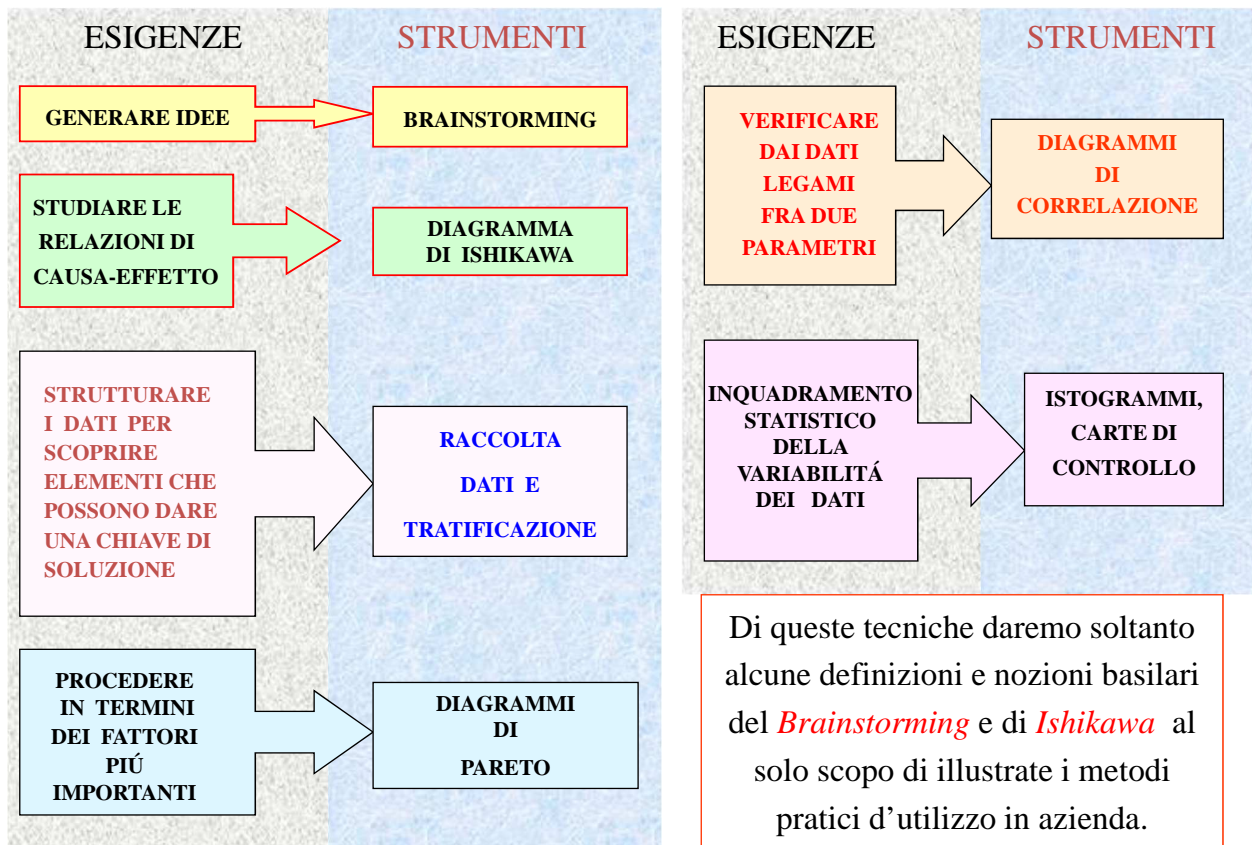 ESIGENZE
STRUMENTI
GENERARE IDEE
BRAINSTORMING
STUDIARE LE
RELAZIONI DI
CAUSA-EFFETTO
DIAGRAMMA
DI ISHIKAWA
STRUTTURARE
I DATI PER
SCOPRIRE
ELEMENTI CHE
POSSONO DARE
UNA CHIAVE DI
SOLUZIONE
RACCOLTA
DATI E
TRATIFICAZIONE
PROCEDERE
IN TERMINI
DEI FATTORI
PIÚ
IMPORTANTI
DIAGRAMMI
DI
PARETO
ESIGENZE
STRUMENTI
VERIFICARE
DAI DATI
LEGAMI
FRA DUE
PARAMETRI
DIAGRAMMI
DI
CORRELAZIONE
INQUADRAMENTO
STATISTICO
DELLA
VARIABILITÁ
DEI DATI
ISTOGRAMMI,
CARTE DI
CONTROLLO
Di queste tecniche daremo soltanto
alcune definizioni e nozioni basilari
del Brainstorming e di Ishikawa al
solo scopo di illustrate i metodi
pratici d’utilizzo in azienda.